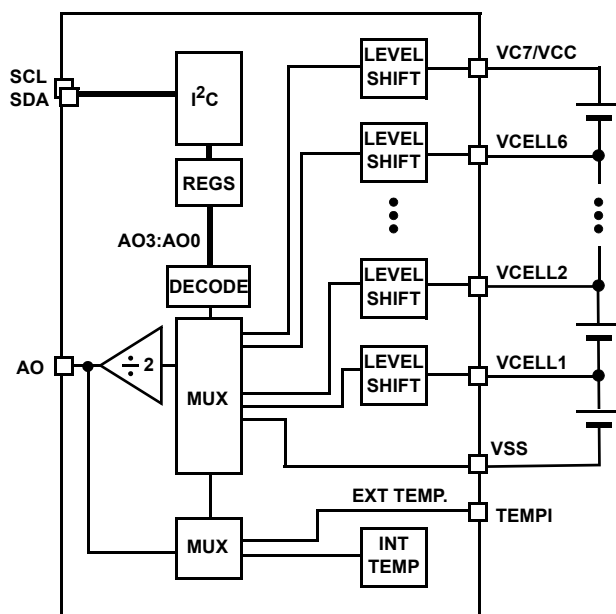 LEVEL
SHIFT
VC7/VCC
SCL
SDA
I²C
LEVEL
SHIFT
VCELL6
REGS
AO3:AO0
DECODE
LEVEL
SHIFT
VCELL2
AO
÷ 2
MUX
LEVEL
SHIFT
VCELL1
VSS
EXT TEMP.
TEMPI
MUX
INT
TEMP